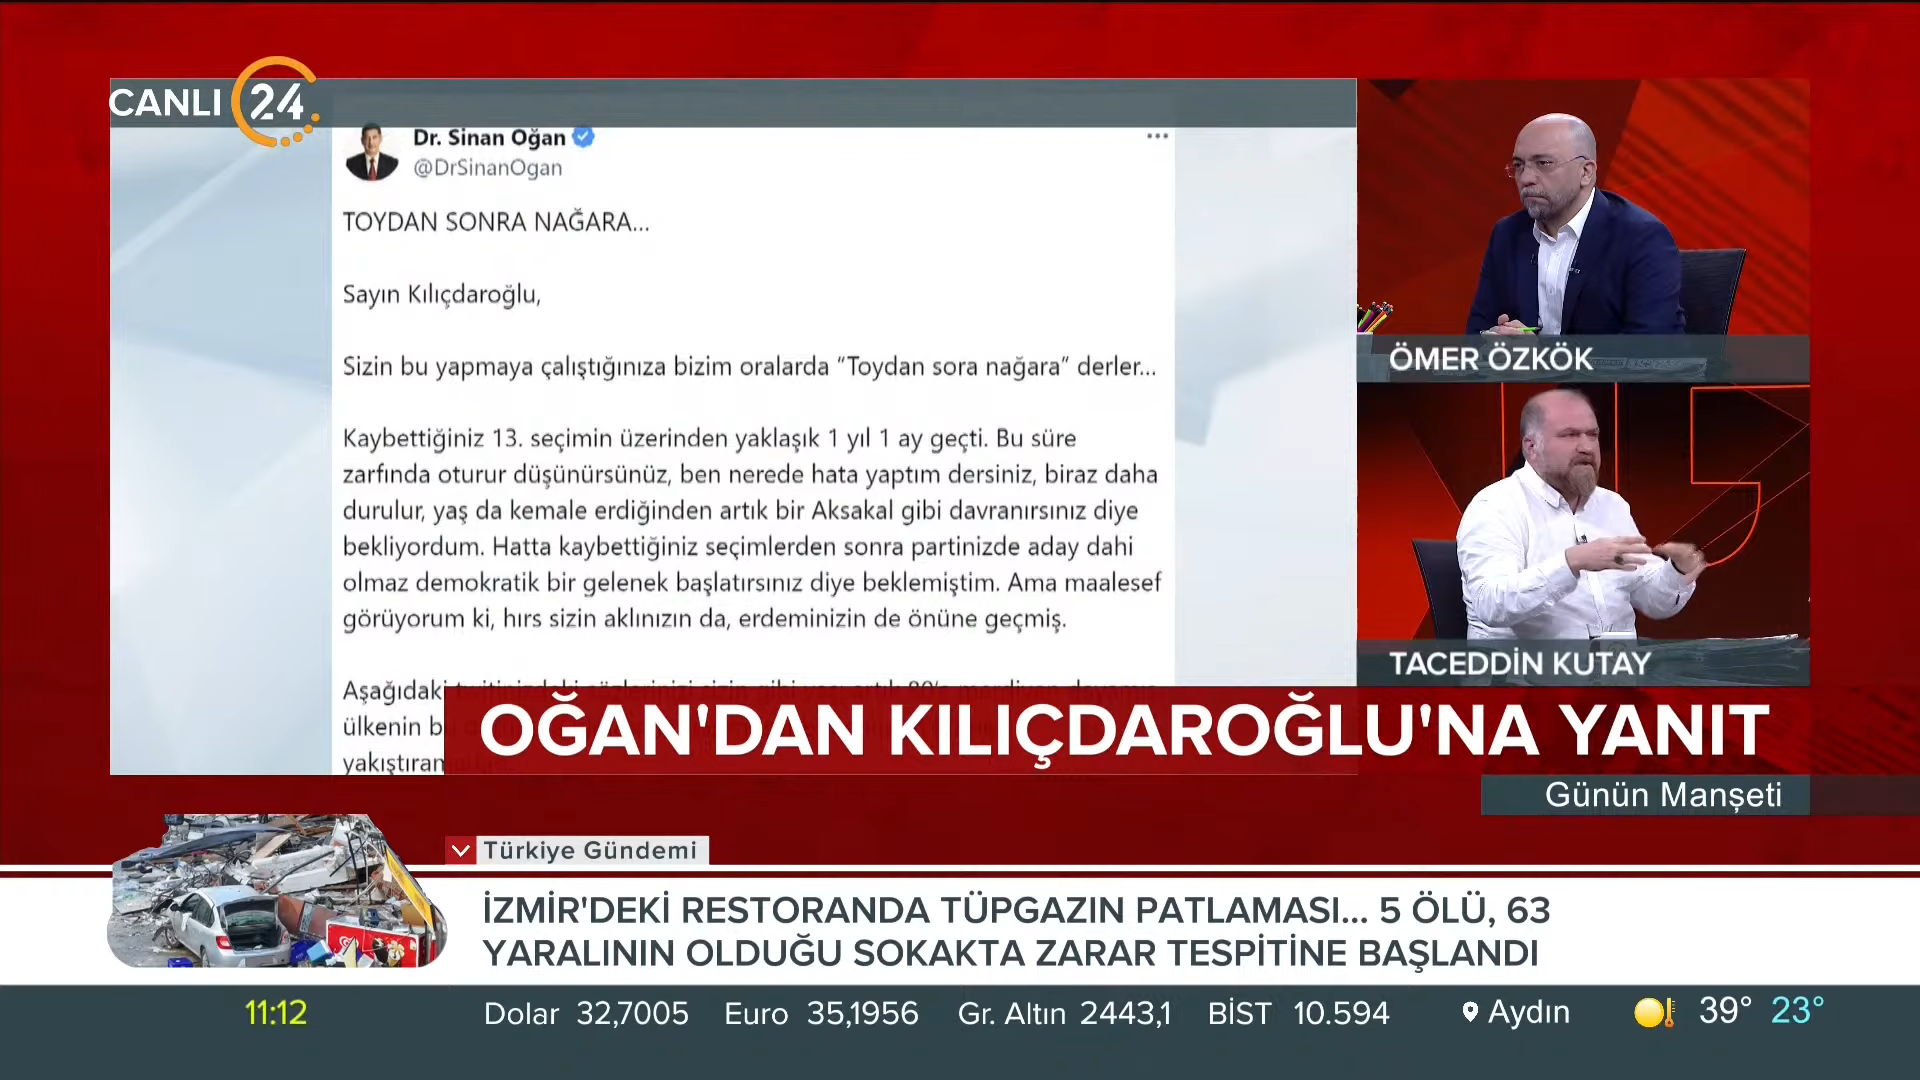 CANLI 24
Dr. Sinan Oğan
@DrSinanOgan
TOYDAN SONRA NAĞARA...
Sayın Kılıçdaroğlu,
Sizin bu yapmaya çalıştığınıza bizim oralarda “Toydan sora nağara” derler...
Kaybettiğiniz 13. seçimin üzerinden yaklaşık 1 yıl 1 ay geçti. Bu süre
zarfında oturur düşünürsünüz, ben nerede hata yaptım dersiniz, biraz daha
durulur, yaş da kemale erdiğinden artık bir Aksakal gibi davranırsınız diye
bekliyordum. Hatta kaybettiğiniz seçimlerden sonra partinizde aday dahi
olmaz demokratik bir gelenek başlatırsınız diye beklemiştim. Ama maalesef
görüyorum ki, hırs sizin aklınızın da, erdeminizin de önüne geçmiş.
Aşağıdaki
ülkenin
ÖMER ÖZKÖK
TACEDDİN KUTAY
OĞAN'DAN KILIÇDAROĞLU'NA YANIT
Günün Manşeti
Türkiye Gündemi
İZMİR'DEKİ RESTORANDA TÜPGAZIN PATLAMASI... 5 ÖLÜ, 63
YARALININ OLDUĞU SOKAKTA ZARAR TESPİTİNE BAŞLANDI
11:12 Dolar 32,7005 Euro 35,1956 Gr. Altın 2443,1 BİST 10.594 Aydın 39° 23°